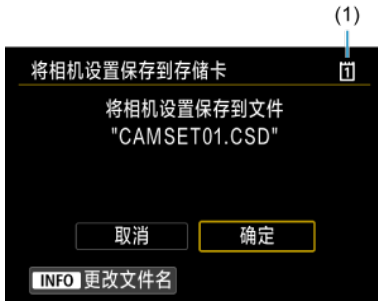 (1)
将相机设置保存到存储卡 1
将相机设置保存到文件
"CAMSET01.CSD"
取消 确定
INFO 更改文件名